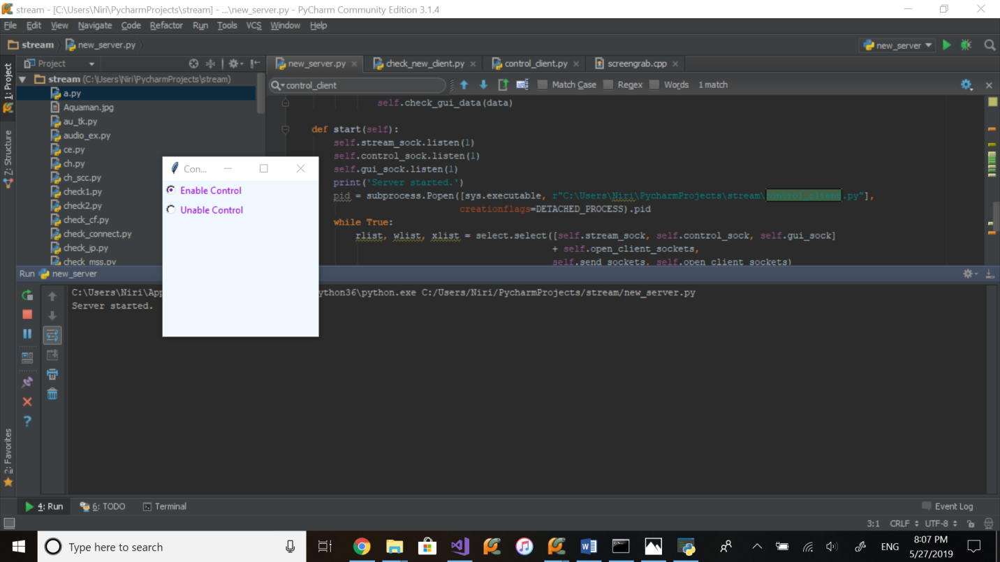 stream - [C:\Users\Niri\PycharmProjects\stream] - ...\new_server.py - PyCharm Community Edition 3.1.4
File Edit View Navigate Code Refactor Run Tools VCS Window Help
stream new_server.py new_server
1: Project
Project
new_server.py check_new_client.py control_client.py screengrab.cpp
stream (C:\Users\Niri\PycharmProjects\stream)
a.py
Aquaman.jpg
au_tk.py
audio_ex.py
ce.py
ch.py
ch_scc.py
check1.py
check2.py
check_cf.py
check_connect.py
check_ip.py
check_mss.py
Z: Structure
control_client Match Case Regex Words 1 match
self.check_gui_data(data)
def start(self):
self.stream_sock.listen(1)
self.control_sock.listen(1)
self.gui_sock.listen(1)
print('Server started.')
pid = subprocess.Popen([sys.executable, r"C:\Users\Niri\PycharmProjects\stream\control_client.py"],
creationflags=DETACHED_PROCESS).pid
while True:
rlist, wlist, xlist = select.select([self.stream_sock, self.control_sock, self.gui_sock]
+ self.open_client_sockets,
self.send_sockets, self.open_client_sockets)
Con...
Enable Control
Unable Control
Run new_server
C:\Users\Niri\App ython36\python.exe C:/Users/Niri/PycharmProjects/stream/new_server.py
Server started.
2: Favorites
4: Run 6: TODO Terminal Event Log
3:1 CRLF UTF-8
Type here to search
ENG
8:07 PM
5/27/2019